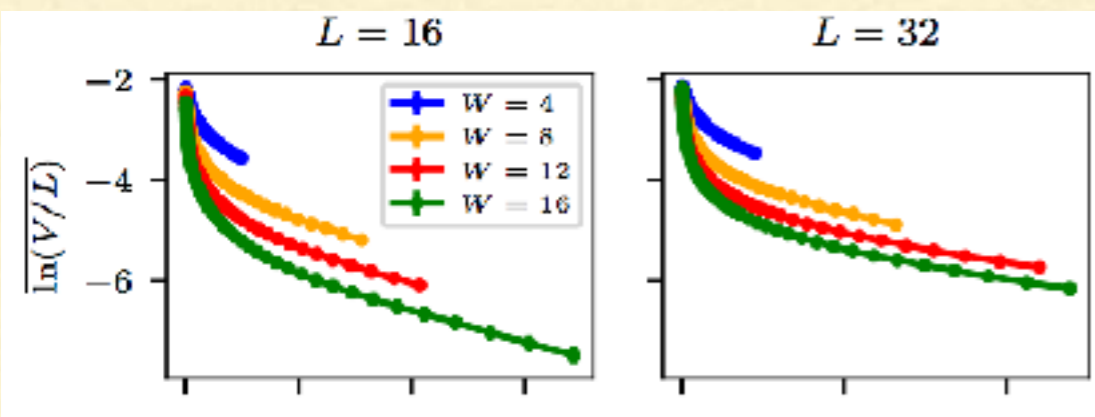 L = 16
L = 32
−2
−4
−6
ln(V/L)
W = 4
W = 8
W = 12
W = 16